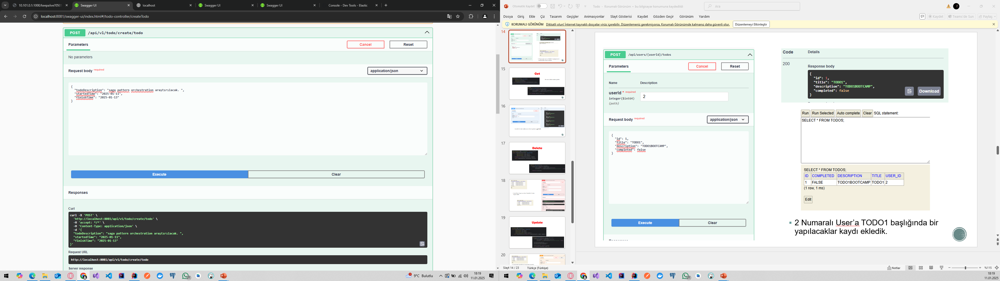 10.101.0.1:1000/keepalive?050
Swagger UI
localhost
Swagger UI
Swagger UI
Console - Dev Tools - Elastic
localhost:8081/swagger-ui/index.html#/todo-controller/createTodo
POST /api/v1/todo/create/todo
Parameters
Cancel
Reset
No parameters
Request body required
application/json
{
"todoDescription": "saga pattern orchestration araştırılacak. ",
"startedTime": "2025-01-11",
"finishTime": "2025-01-13"
}
Execute
Clear
Responses
Curl
curl -X 'POST' \
'http://localhost:8081/api/v1/todo/create/todo' \
-H 'accept: */*' \
-H 'Content-Type: application/json' \
-d '{
"todoDescription": "saga pattern orchestration araştırılacak. ",
"startedTime": "2025-01-11",
"finishTime": "2025-01-13"
}'
Request URL
http://localhost:8081/api/v1/todo/create/todo
Server response
21
9°C Bulutlu
18:19
11.01.2025
Otomatik Kaydet
Todo - Korumalı Görünüm • bu bilgisayar konumuna kaydedildi
Ara
Dosya Giriş Ekle Çiz Tasarım Geçişler Animasyonlar Slayt Gösterisi Kaydet Gözden Geçir Görünüm Yardım
Kaydet
Teams'de Sun
Paylaş
KORUMALI GÖRÜNÜM Dikkatli olun! İnternet kaynaklı dosyalar virüs içerebilir. Düzenlemeniz gerekmiyorsa, Korumalı Görünümde kalmanız daha güvenli olur. Düzenlemeyi Etkinleştir
14
15
Get
16
17
Delete
18
19
Update
20
POST /api/users/{userId}/todos
Parameters
Cancel
Reset
Name Description
userId * required
integer($int64)
(path)
2
Request body required
application/json
{
"id": 1,
"title": "TODO1",
"description": "TODO1BOOTCAMP",
"completed": false
}
Execute
Clear
Code Details
200
Response body
{
"id": 1,
"title": "TODO1",
"description": "TODO1BOOTCAMP",
"completed": false
}
Download
Run Run Selected Auto complete Clear SQL statement:
SELECT * FROM TODOS;
SELECT * FROM TODOS;
ID COMPLETED DESCRIPTION TITLE USER_ID
1 FALSE TODO1BOOTCAMP TODO1 2
(1 row, 1 ms)
Edit
2 Numaralı User'a TODO1 başlığında bir
yapılacaklar kaydı ekledik.
Slayt 14 / 23
Türkçe (Türkiye)
Notlar
%115
21
18:19
11.01.2025